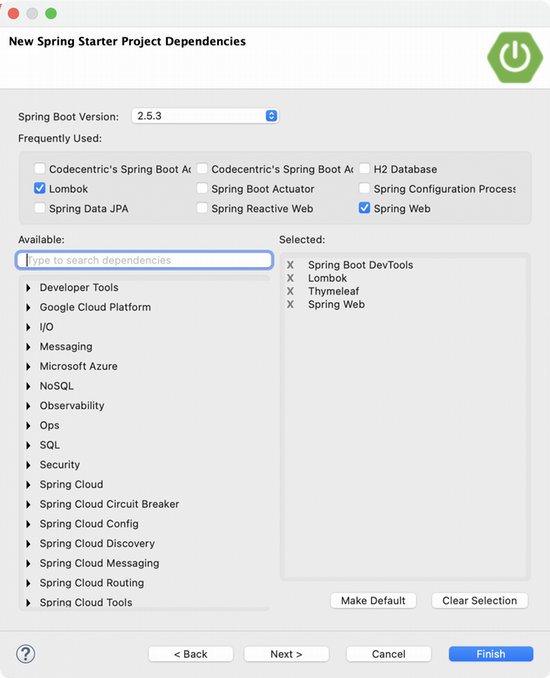 New Spring Starter Project Dependencies
Spring Boot Version: 2.5.3
Frequently Used:
Codecentric's Spring Boot Ac Codecentric's Spring Boot Ac H2 Database
Lombok Spring Boot Actuator Spring Configuration Process
Spring Data JPA Spring Reactive Web Spring Web
Available: Selected:
Type to search dependencies
X Spring Boot DevTools
X Lombok
X Thymeleaf
X Spring Web
Developer Tools
Google Cloud Platform
I/O
Messaging
Microsoft Azure
NoSQL
Observability
Ops
SQL
Security
Spring Cloud
Spring Cloud Circuit Breaker
Spring Cloud Config
Spring Cloud Discovery
Spring Cloud Messaging
Spring Cloud Routing
Spring Cloud Tools
Make Default Clear Selection
? < Back Next > Cancel Finish